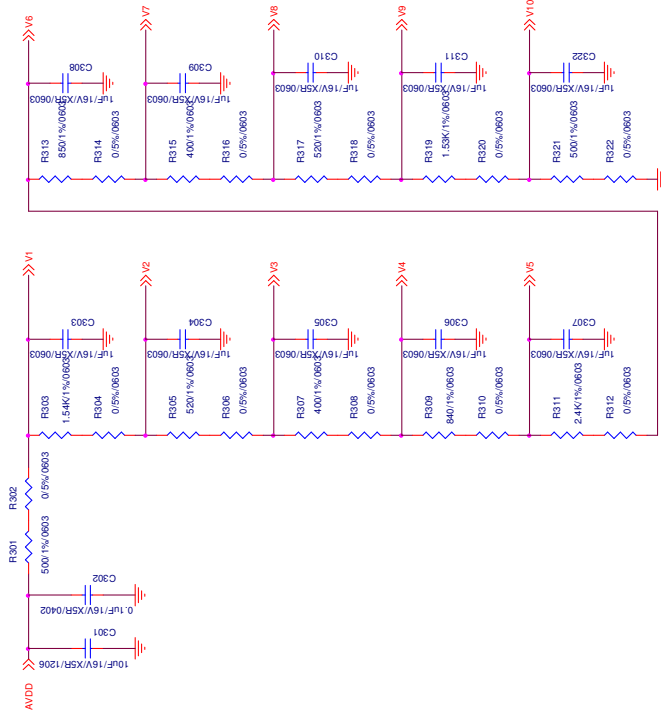 V6
V7
V8
V9
V10
C308
1uF/16V/X5R/0603
C309
1uF/16V/X5R/0603
C310
1uF/16V/X5R/0603
C311
1uF/16V/X5R/0603
C322
1uF/16V/X5R/0603
R313
850/1%/0603
R314
0/5%/0603
R315
400/1%/0603
R316
0/5%/0603
R317
520/1%/0603
R318
0/5%/0603
R319
1.53K/1%/0603
R320
0/5%/0603
R321
500/1%/0603
R322
0/5%/0603
V1
V2
V3
V4
V5
C303
1uF/16V/X5R/0603
C304
1uF/16V/X5R/0603
C305
1uF/16V/X5R/0603
C306
1uF/16V/X5R/0603
C307
1uF/16V/X5R/0603
R303
1.54K/1%/0603
R304
0/5%/0603
R305
520/1%/0603
R306
0/5%/0603
R307
400/1%/0603
R308
0/5%/0603
R309
840/1%/0603
R310
0/5%/0603
R311
2.4K/1%/0603
R312
0/5%/0603
R302
0/5%/0603
R301
500/1%/0603
C302
0.1uF/16V/X5R/0402
C301
10uF/16V/X5R/1206
AVDD